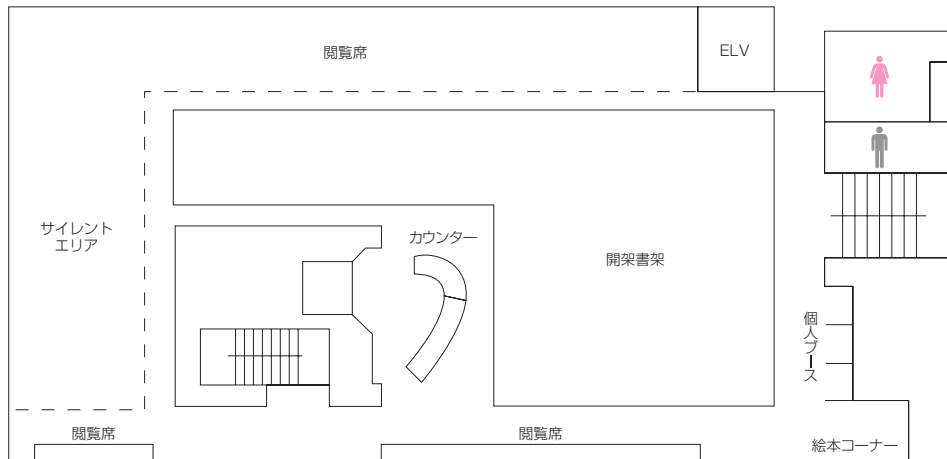 閲覧席
ELV
サイレント
エリア
カウンター
開架書架
個人ブース
閲覧席
閲覧席
絵本コーナー